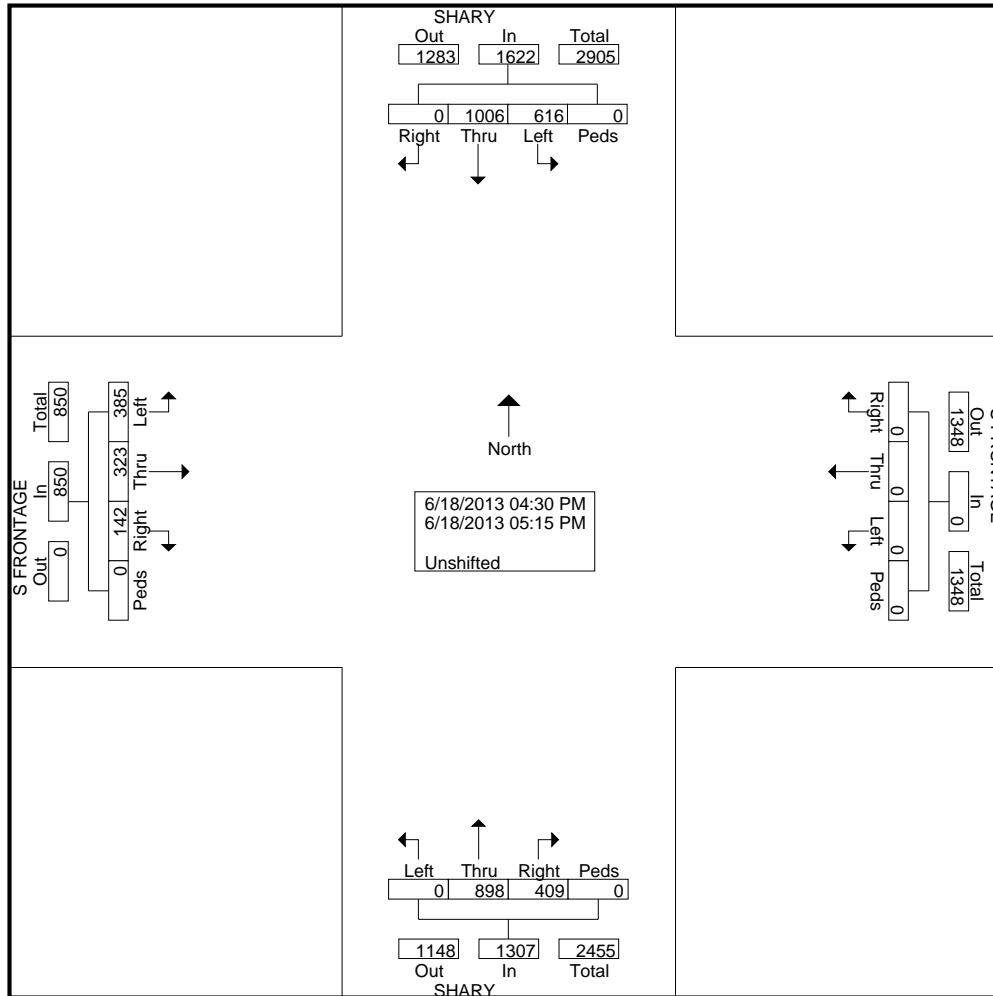 SHARY
Out In Total
1283 1622 2905
0 1006 616 0
Right Thru Left Peds
S FRONTAGE
Total In Out
850 850 0
385 323 142 0
Left Thru Right Peds
North
6/18/2013 04:30 PM
6/18/2013 05:15 PM
Unshifted
Right Thru Left Peds
0 0 0 0
1348 0 1348
Out In Total
Left Thru Right Peds
0 898 409 0
1148 1307 2455
Out In Total
SHARY